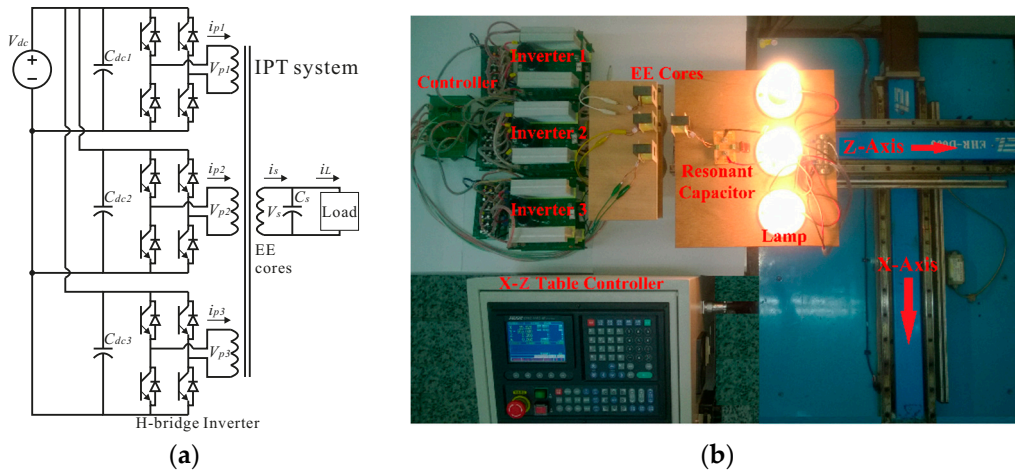 V_dc
C_dc1
i_p1
V_p1
IPT system
C_dc2
i_p2
V_p2
i_s
i_L
V_s
C_s
Load
EE
cores
C_dc3
i_p3
V_p3
H-bridge Inverter
(a)
Inverter 1
Controller
EE Cores
Inverter 2
Resonant
Capacitor
Inverter 3
Lamp
Z-Axis
X-Axis
X-Z Table Controller
(b)